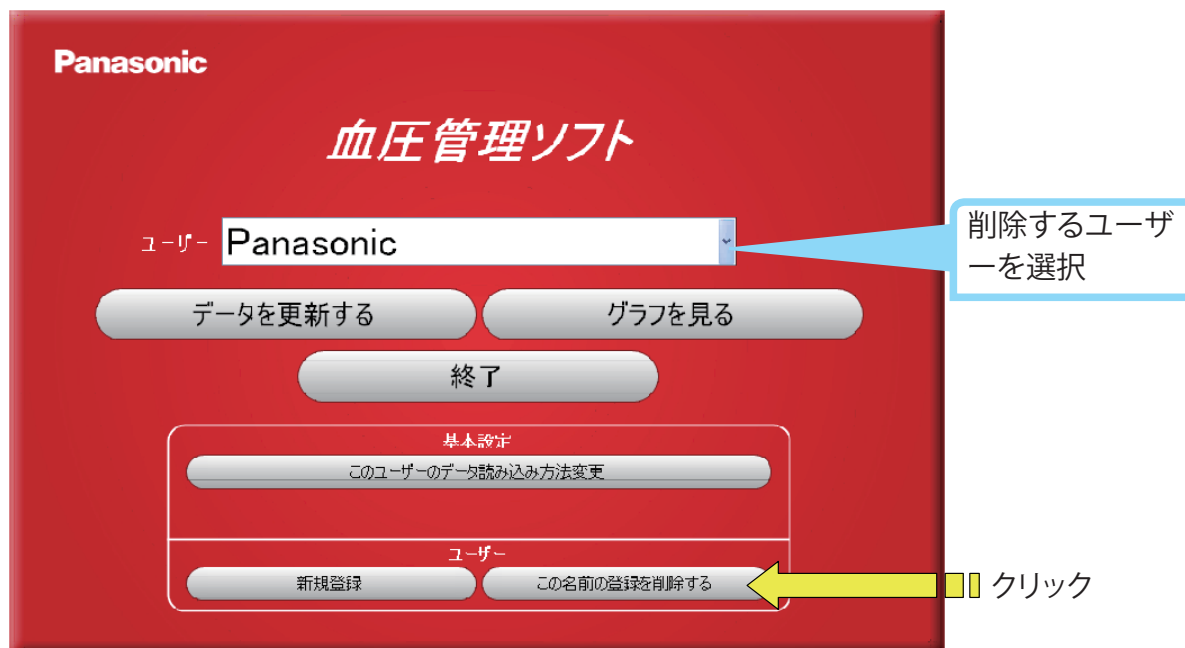 Panasonic
血圧管理ソフト
ユーザー Panasonic
削除するユーザ
ーを選択
データを更新する グラフを見る
終了
基本設定
このユーザーのデータ読み込み方法変更
ユーザー
新規登録 この名前の登録を削除する
クリック